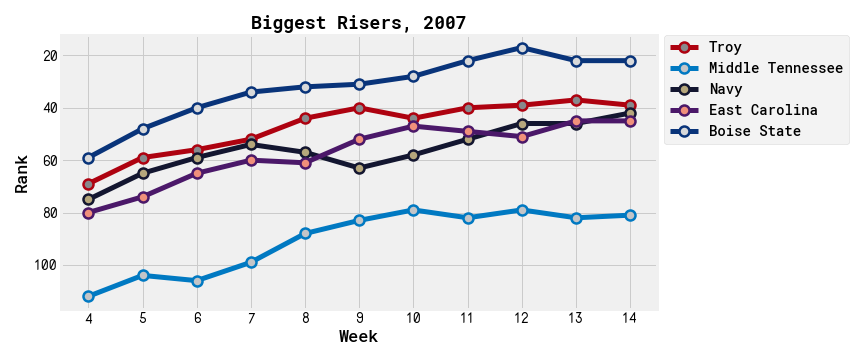 Biggest Risers, 2007
Troy
Middle Tennessee
Navy
East Carolina
Boise State
Rank
20
40
60
80
100
4 5 6 7 8 9 10 11 12 13 14
Week